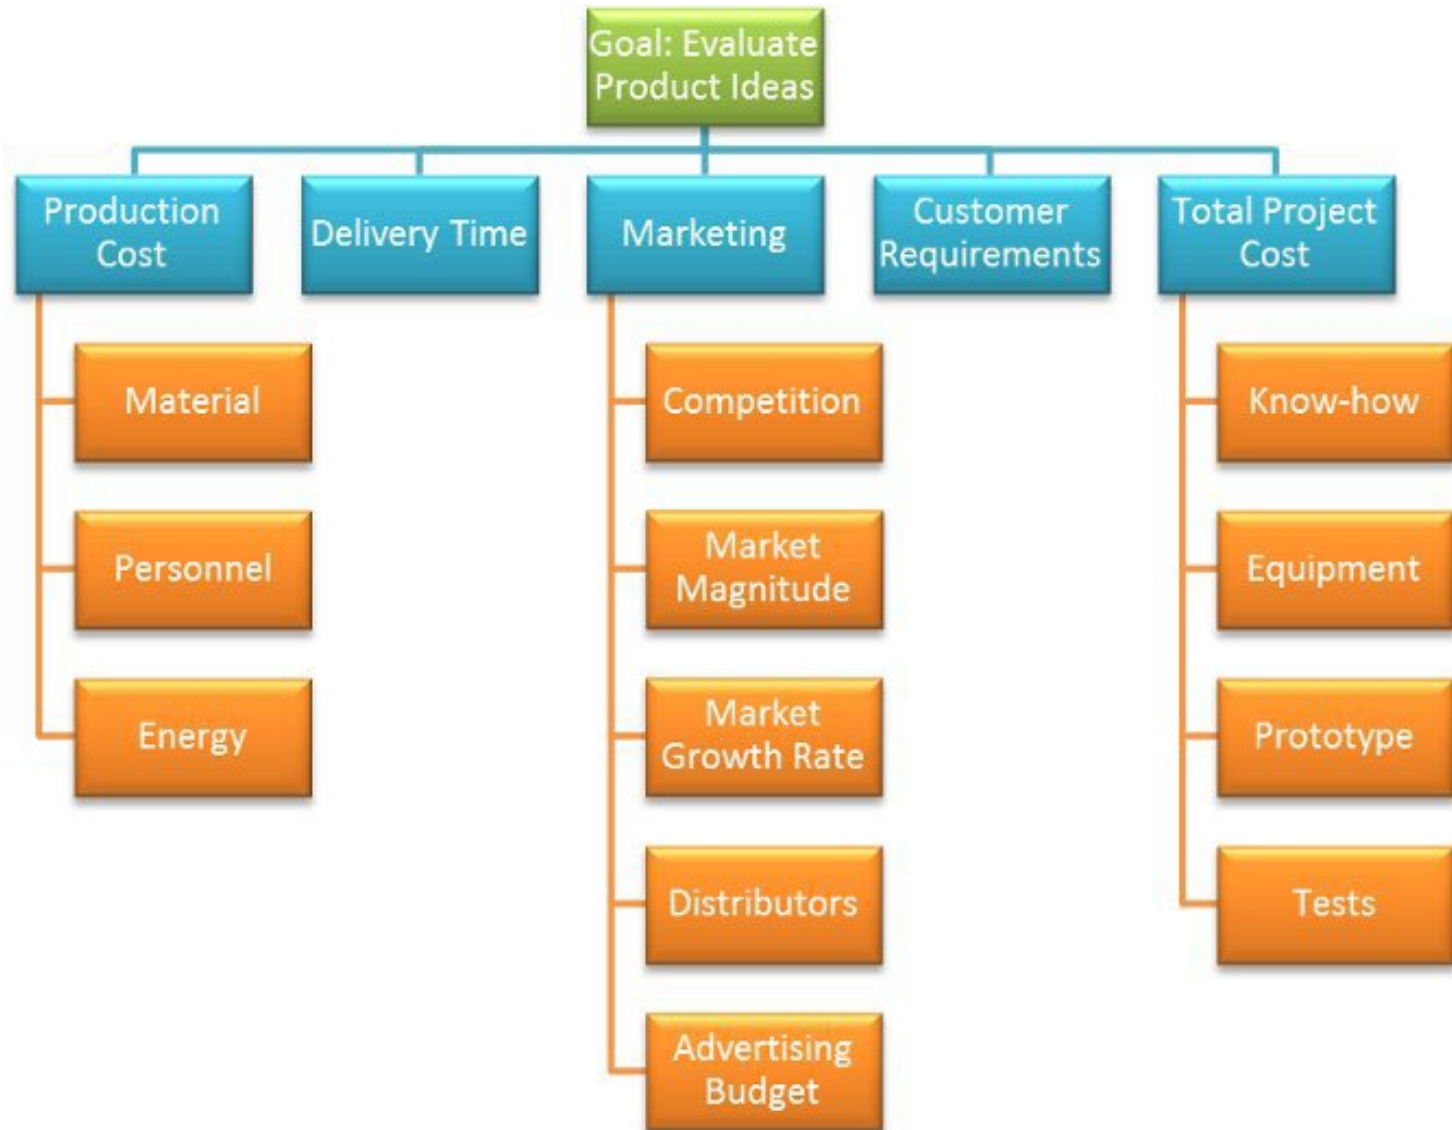 Goal: Evaluate
Product Ideas
Production
Cost
Delivery Time
Marketing
Customer
Requirements
Total Project
Cost
Material
Personnel
Energy
Competition
Market
Magnitude
Market
Growth Rate
Distributors
Advertising
Budget
Know-how
Equipment
Prototype
Tests